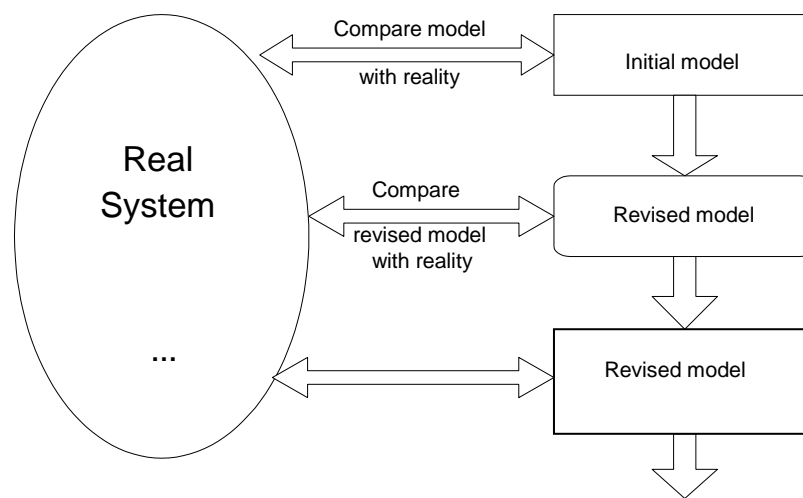 Compare model
with reality
Initial model
Real
System
Compare
revised model
with reality
Revised model
...
Revised model